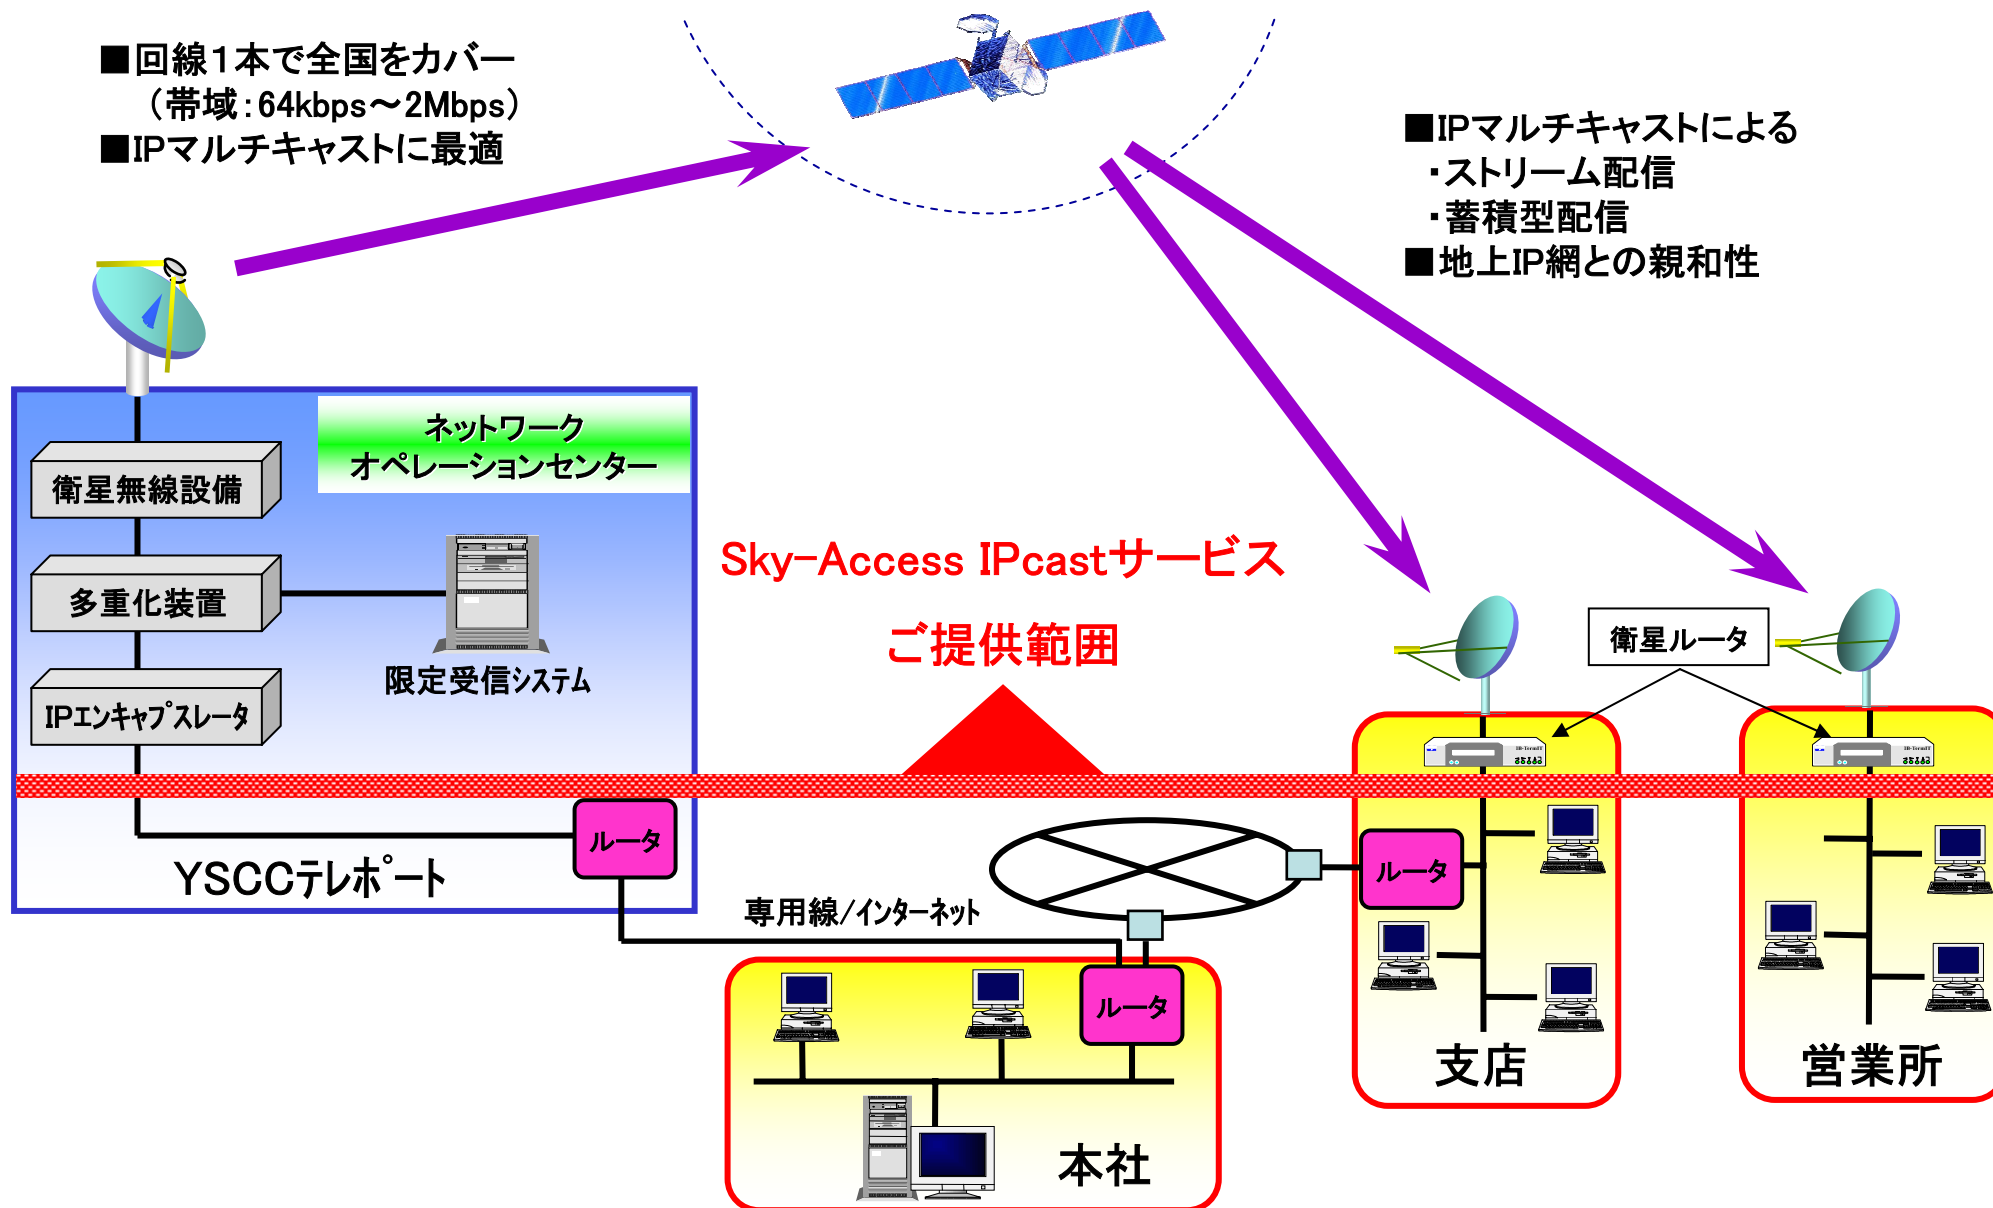 ■回線１本で全国をカバー
（帯域：64kbps～2Mbps）
■IPマルチキャストに最適
■IPマルチキャストによる
・ストリーム配信
・蓄積型配信
■地上IP網との親和性
ネットワーク
オペレーションセンター
衛星無線設備
多重化装置
限定受信システム
IPエンキャプスレータ
Sky-Access IPcastサービス
ご提供範囲
衛星ルータ
ルータ
YSCCテレポート
ルータ
専用線/インターネット
ルータ
支店
営業所
本社